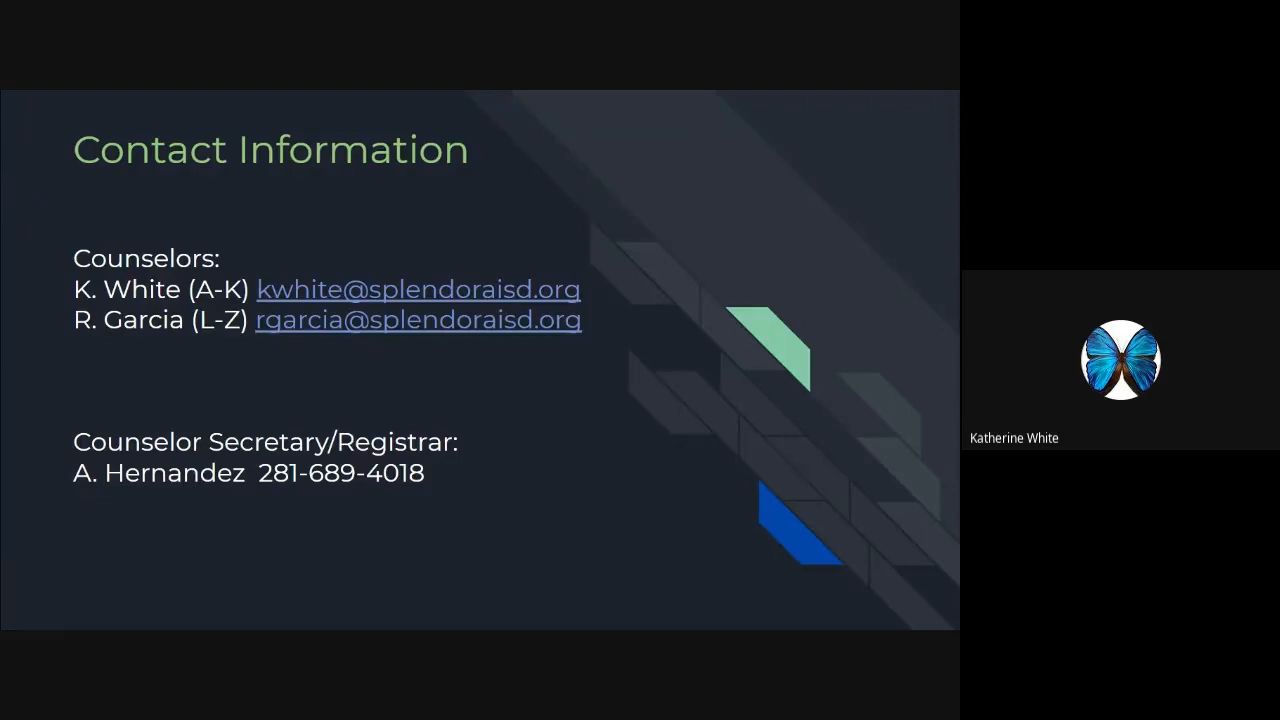 Contact Information
Counselors:
K. White (A-K) kwhite@splendoraisd.org
R. Garcia (L-Z) rgarcia@splendoraisd.org
Counselor Secretary/Registrar:
A. Hernandez  281-689-4018
Katherine White